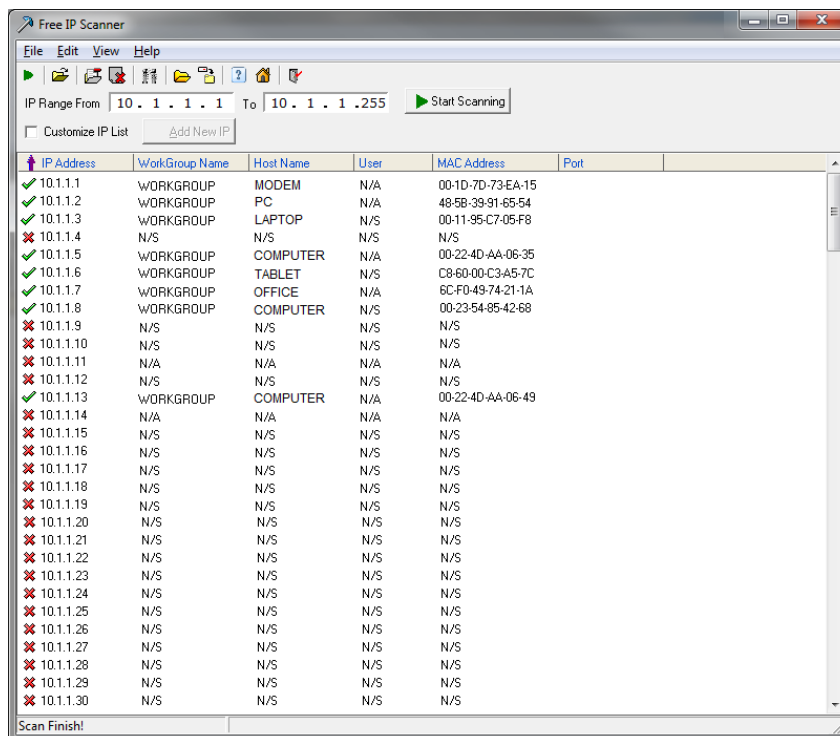 Free IP Scanner
File Edit View Help
IP Range From 10 . 1 . 1 . 1 To 10 . 1 . 1 .255 Start Scanning
Customize IP List Add New IP
IP Address WorkGroup Name Host Name User MAC Address Port
10.1.1.1 WORKGROUP MODEM N/A 00-1D-7D-73-EA-15
10.1.1.2 WORKGROUP PC N/A 48-5B-39-91-65-54
10.1.1.3 WORKGROUP LAPTOP N/S 00-11-95-C7-05-F8
10.1.1.4 N/S N/S N/S N/S
10.1.1.5 WORKGROUP COMPUTER N/A 00-22-4D-AA-06-35
10.1.1.6 WORKGROUP TABLET N/S C8-60-00-C3-A5-7C
10.1.1.7 WORKGROUP OFFICE N/A 6C-F0-49-74-21-1A
10.1.1.8 WORKGROUP COMPUTER N/S 00-23-54-85-42-68
10.1.1.9 N/S N/S N/S N/S
10.1.1.10 N/S N/S N/S N/S
10.1.1.11 N/A N/A N/A N/A
10.1.1.12 N/S N/S N/S N/S
10.1.1.13 WORKGROUP COMPUTER N/A 00-22-4D-AA-06-49
10.1.1.14 N/A N/A N/A N/A
10.1.1.15 N/S N/S N/S N/S
10.1.1.16 N/S N/S N/S N/S
10.1.1.17 N/S N/S N/S N/S
10.1.1.18 N/S N/S N/S N/S
10.1.1.19 N/S N/S N/S N/S
10.1.1.20 N/S N/S N/S N/S
10.1.1.21 N/S N/S N/S N/S
10.1.1.22 N/S N/S N/S N/S
10.1.1.23 N/S N/S N/S N/S
10.1.1.24 N/S N/S N/S N/S
10.1.1.25 N/S N/S N/S N/S
10.1.1.26 N/S N/S N/S N/S
10.1.1.27 N/S N/S N/S N/S
10.1.1.28 N/S N/S N/S N/S
10.1.1.29 N/S N/S N/S N/S
10.1.1.30 N/S N/S N/S N/S
Scan Finish!